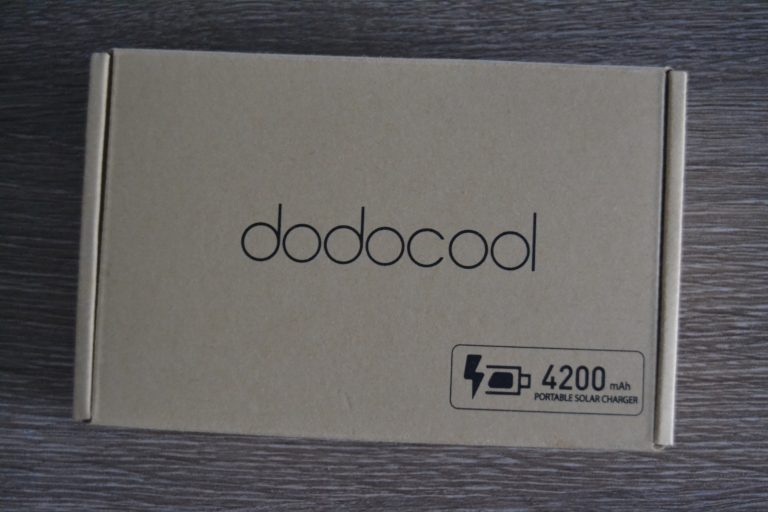 dodocool
4200 mAh
PORTABLE SOLAR CHARGER